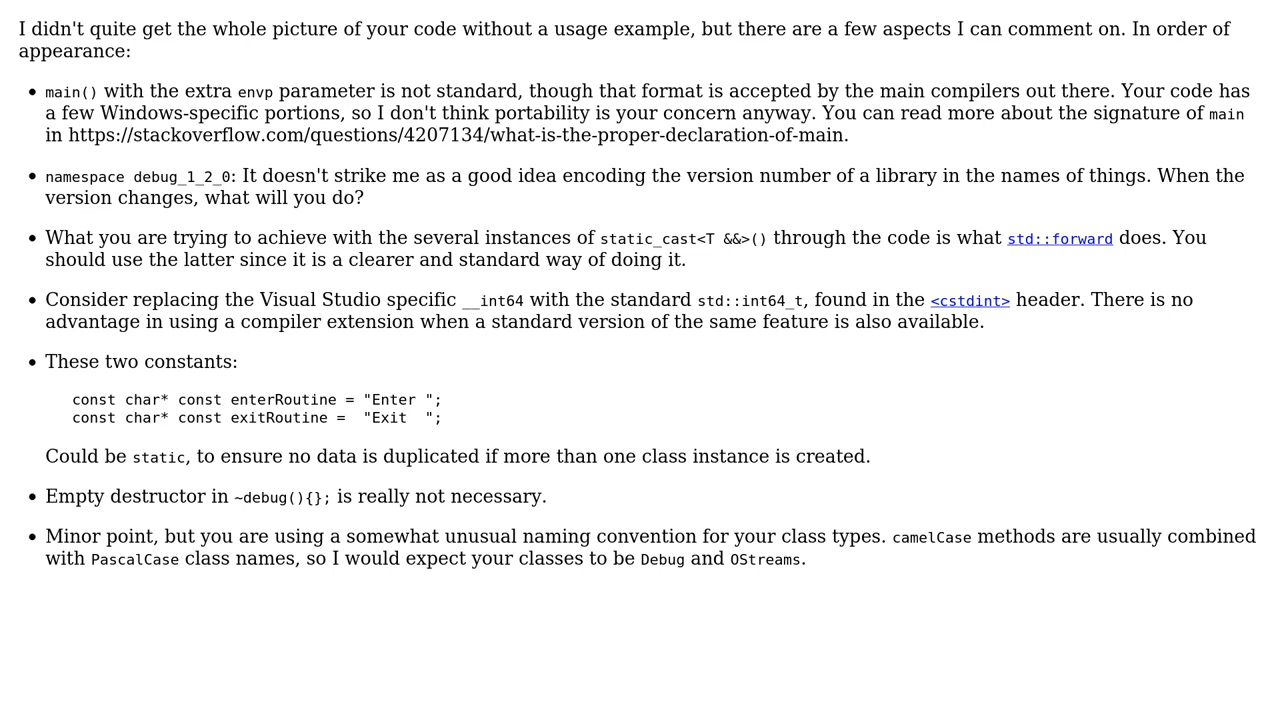 I didn't quite get the whole picture of your code without a usage example, but there are a few aspects I can comment on. In order of
appearance:
• main() with the extra envp parameter is not standard, though that format is accepted by the main compilers out there. Your code has
a few Windows-specific portions, so I don't think portability is your concern anyway. You can read more about the signature of main
in https://stackoverflow.com/questions/4207134/what-is-the-proper-declaration-of-main.
• namespace debug_1_2_0: It doesn't strike me as a good idea encoding the version number of a library in the names of things. When the
version changes, what will you do?
• What you are trying to achieve with the several instances of static_cast<T &&>() through the code is what std::forward does. You
should use the latter since it is a clearer and standard way of doing it.
• Consider replacing the Visual Studio specific __int64 with the standard std::int64_t, found in the <cstdint> header. There is no
advantage in using a compiler extension when a standard version of the same feature is also available.
• These two constants:
const char* const enterRoutine = "Enter ";
const char* const exitRoutine =  "Exit  ";
Could be static, to ensure no data is duplicated if more than one class instance is created.
• Empty destructor in ~debug(){}; is really not necessary.
• Minor point, but you are using a somewhat unusual naming convention for your class types. camelCase methods are usually combined
with PascalCase class names, so I would expect your classes to be Debug and OStreams.